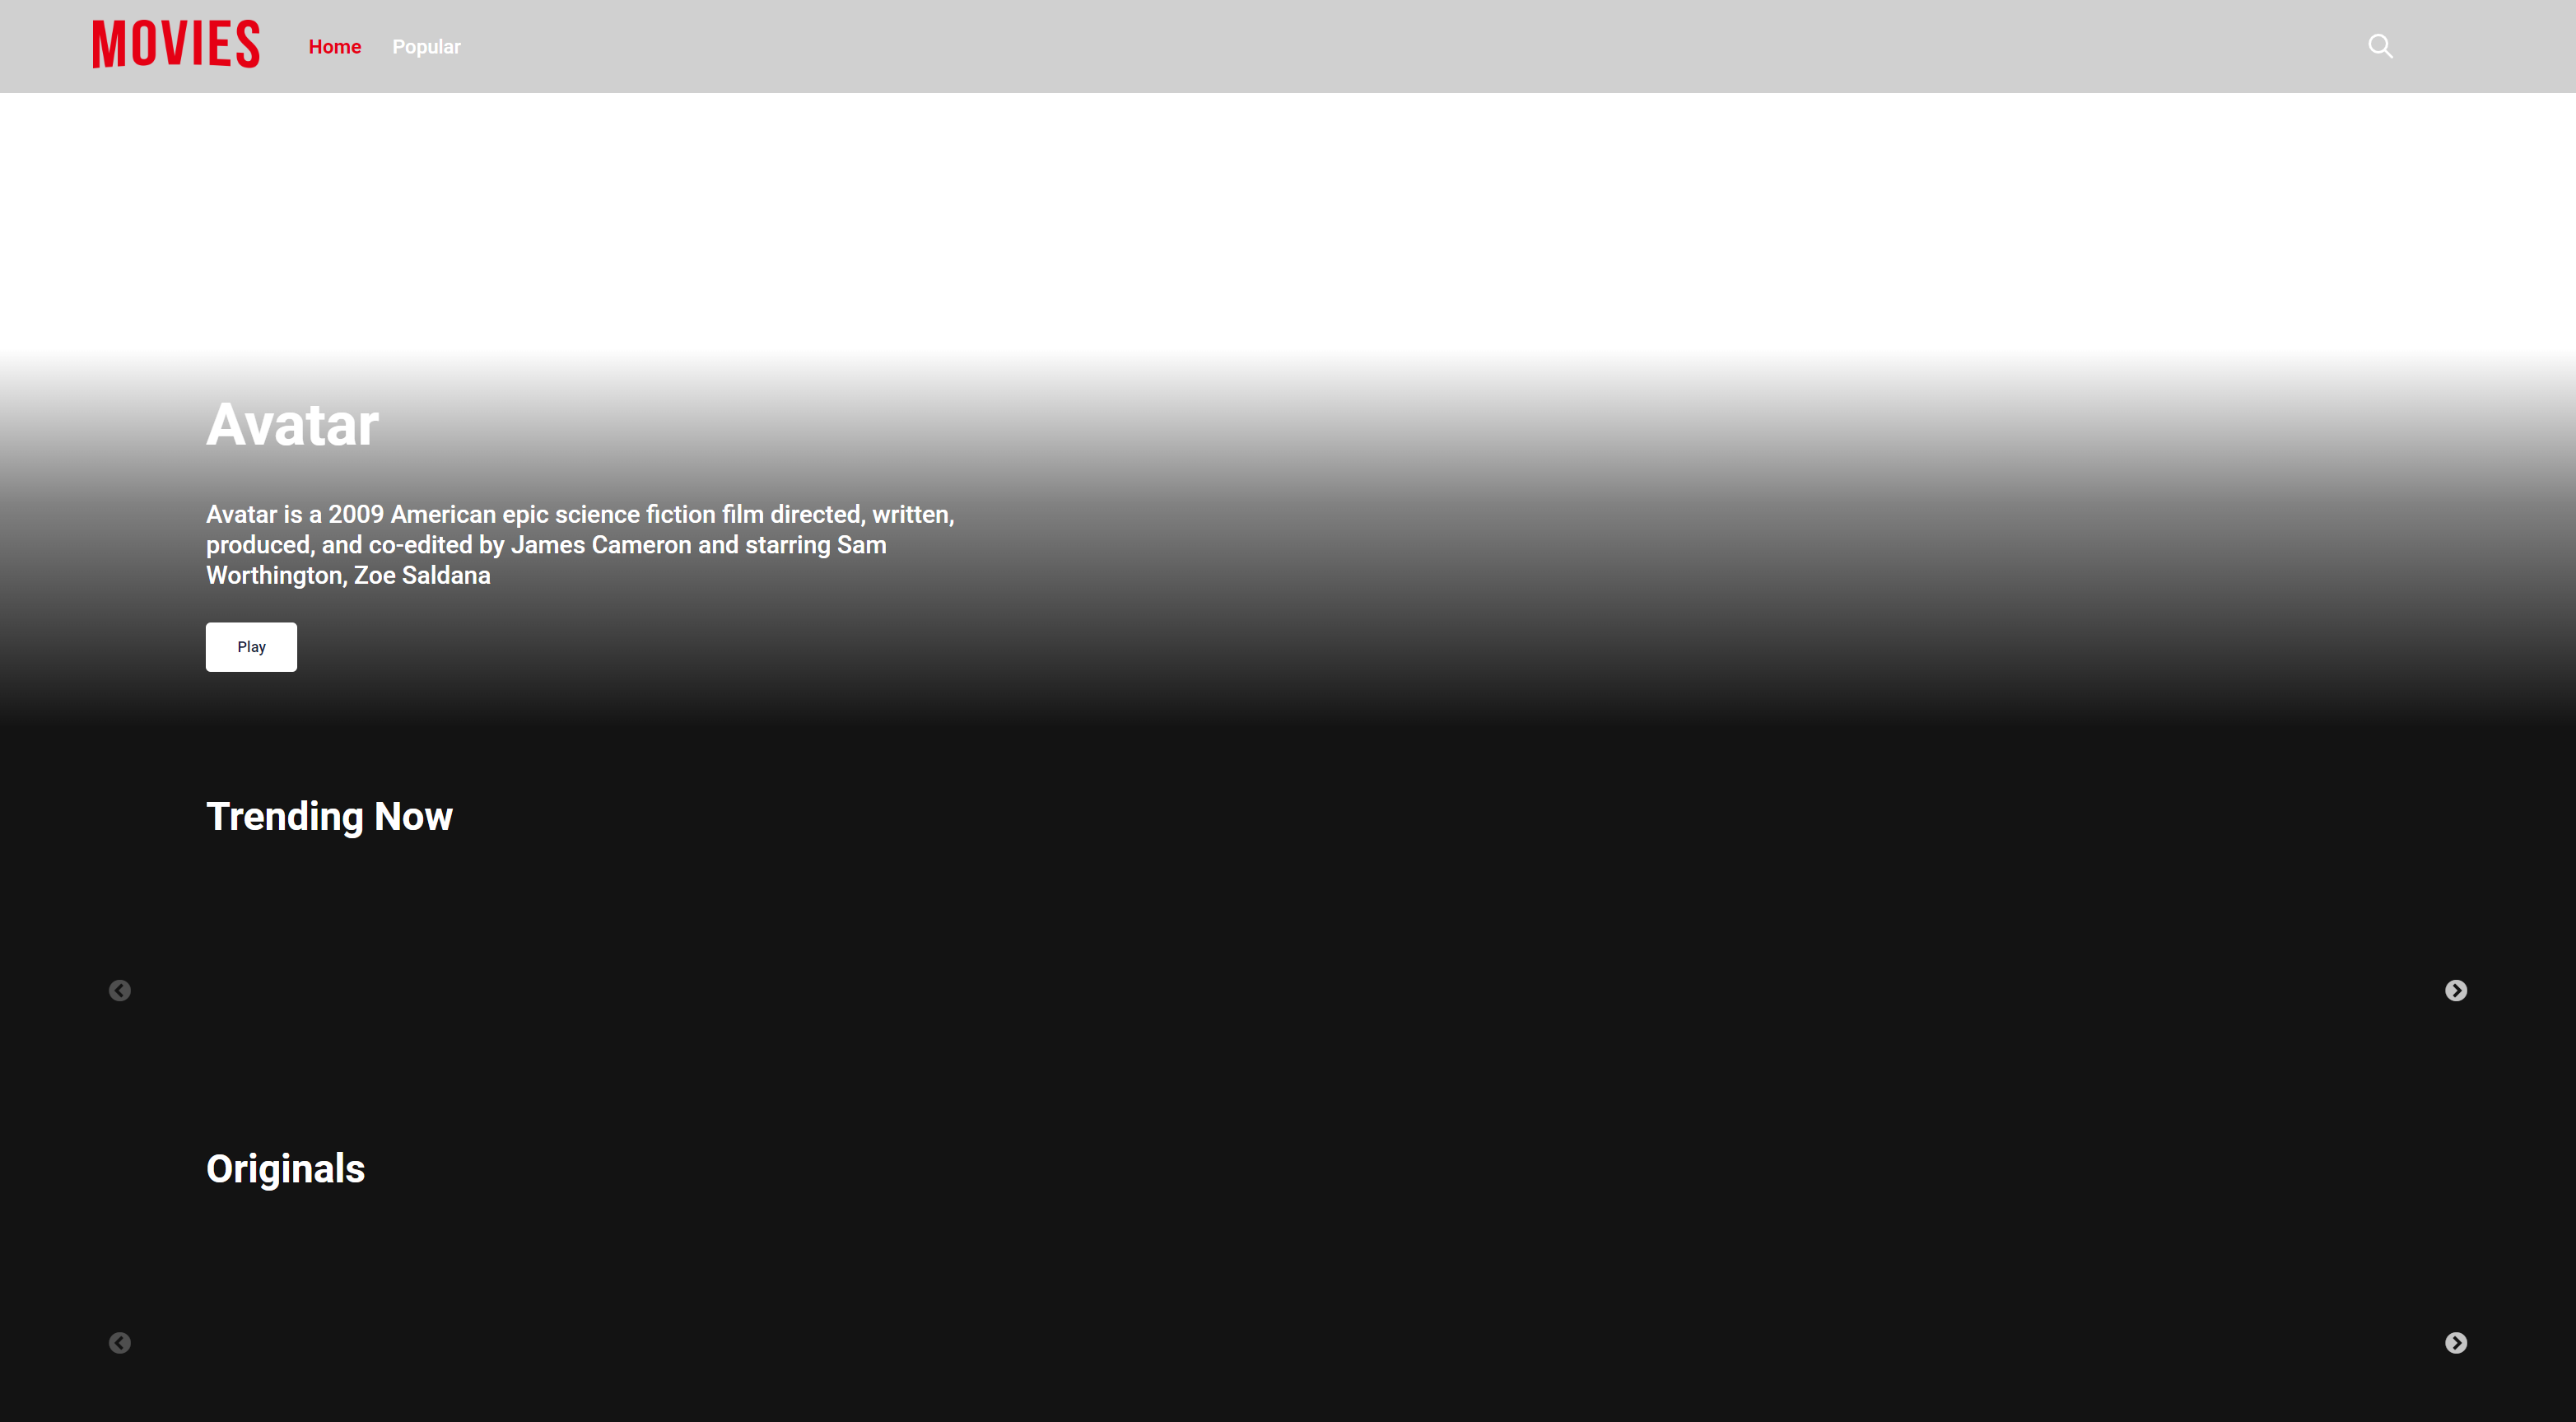 MOVIES
Home
Popular
Avatar
Avatar is a 2009 American epic science fiction film directed, written,
produced, and co-edited by James Cameron and starring Sam
Worthington, Zoe Saldana
Play
Trending Now
Originals